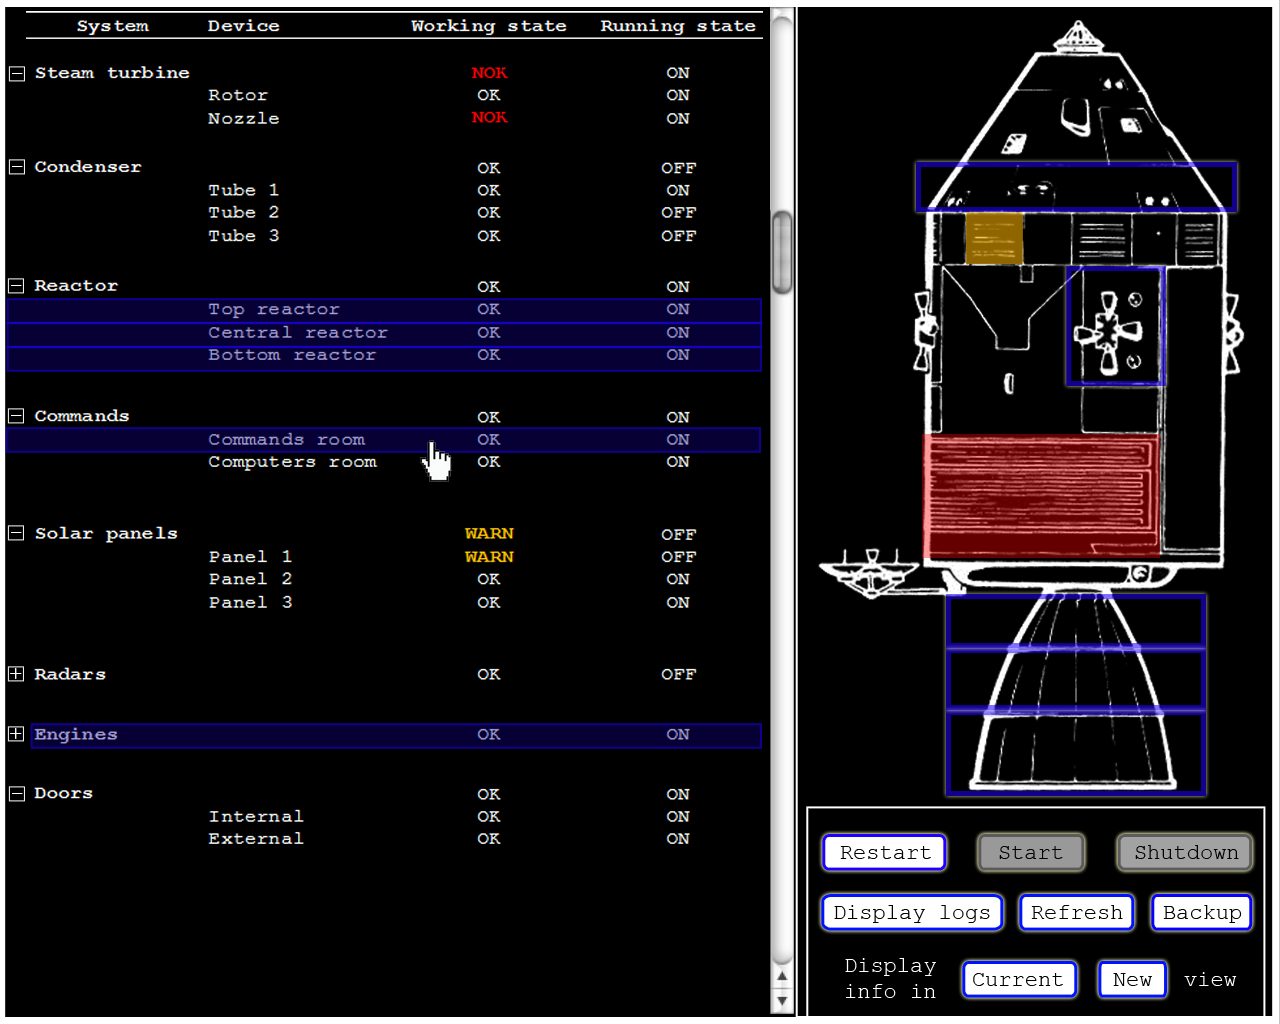 System Device Working state Running state
Steam turbine NOK ON
Rotor OK ON
Nozzle NOK ON
Condenser OK OFF
Tube 1 OK ON
Tube 2 OK OFF
Tube 3 OK OFF
Reactor OK ON
Top reactor OK ON
Central reactor OK ON
Bottom reactor OK ON
Commands OK ON
Commands room OK ON
Computers room OK ON
Solar panels WARN OFF
Panel 1 WARN OFF
Panel 2 OK ON
Panel 3 OK ON
Radars OK OFF
Engines OK ON
Doors OK ON
Internal OK ON
External OK ON
Restart Start Shutdown
Display logs Refresh Backup
Display
info in Current New view